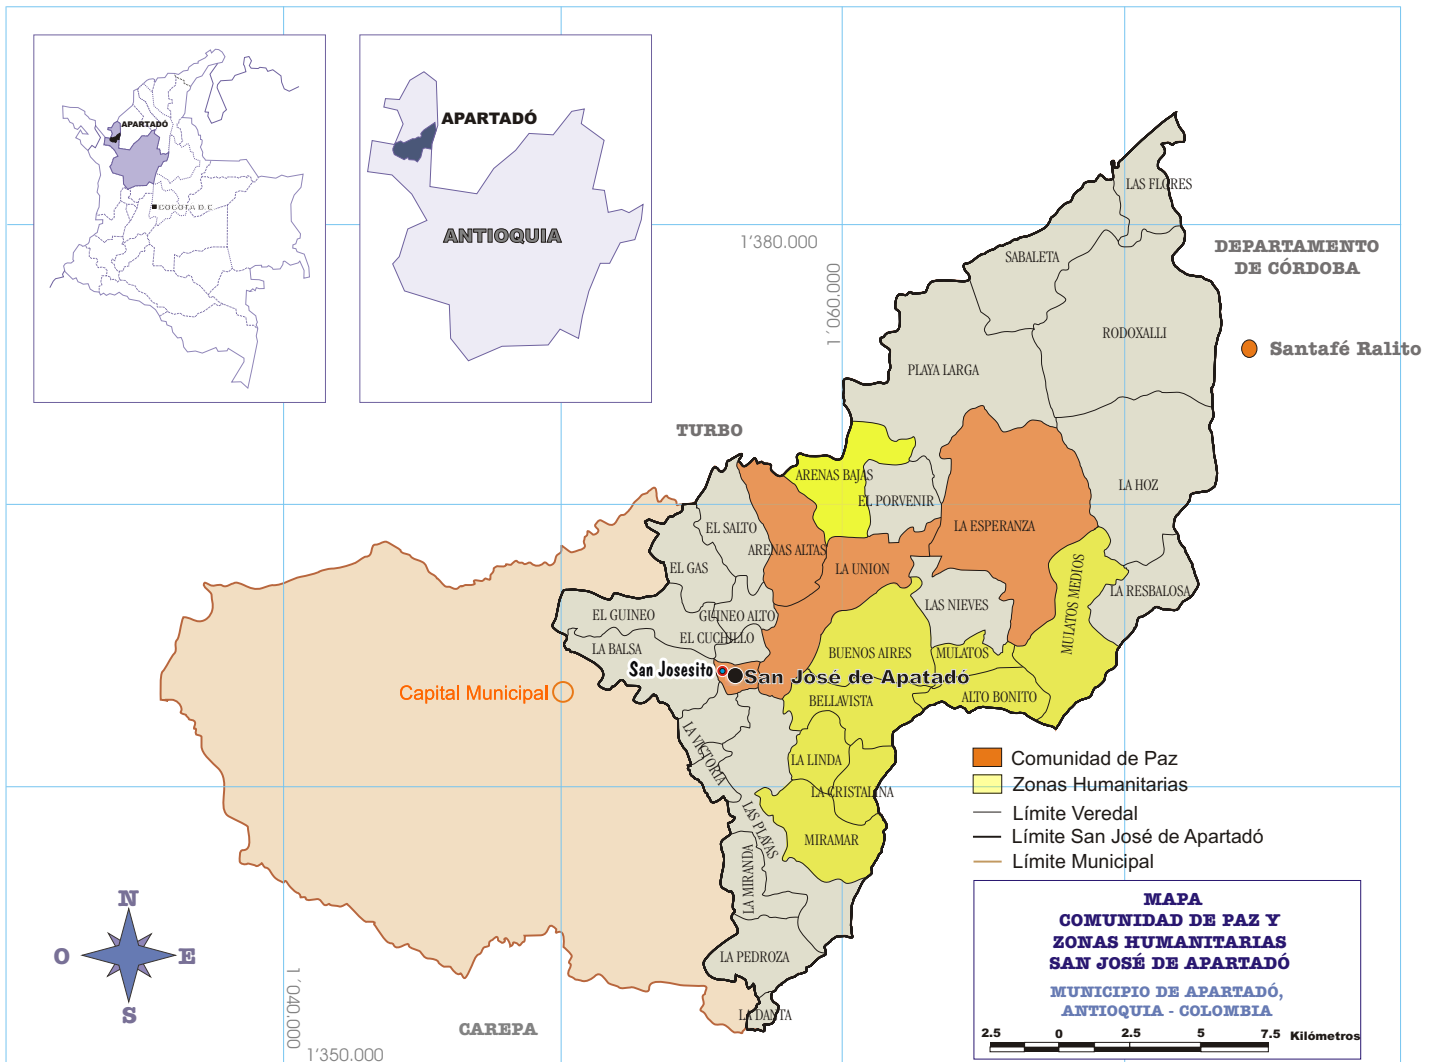 APARTADÓ
APARTADÓ
ANTIOQUIA
1'380.000
1'060.000
DEPARTAMENTO
DE CÓRDOBA
Santafé Ralito
TURBO
LAS FLORES
SABALETA
RODOXALLI
PLAYA LARGA
ARENAS BAJAS
EL PORVENIR
LA HOZ
LA ESPERANZA
EL SALTO
ARENAS ALTAS
LA UNION
EL GAS
LAS NIEVES
MULATOS MEDIOS
LA RESBALOSA
EL GUINEO
GUINEO ALTO
EL CUCHILLO
LA BALSA
BUENOS AIRES
MULATOS
San Josesito
San José de Apatadó
Capital Municipal
BELLAVISTA
ALTO BONITO
LA VICTORIA
LA LINDA
LA CRISTALINA
LAS PLAYAS
MIRAMAR
LA MIRANDA
LA PEDROZA
LA DANTA
Comunidad de Paz
Zonas Humanitarias
Límite Veredal
Límite San José de Apartadó
Límite Municipal
N
O
E
S
1'040.000
1'350.000
CAREPA
MAPA
COMUNIDAD DE PAZ Y
ZONAS HUMANITARIAS
SAN JOSÉ DE APARTADÓ
MUNICIPIO DE APARTADÓ,
ANTIOQUIA - COLOMBIA
2.5 0 2.5 5 7.5 Kilómetros